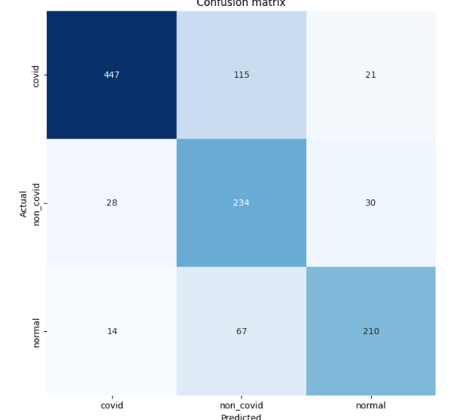 Confusion matrix
covid 447 115 21
Actual
non_covid 28 234 30
normal 14 67 210
covid non_covid normal
Predicted